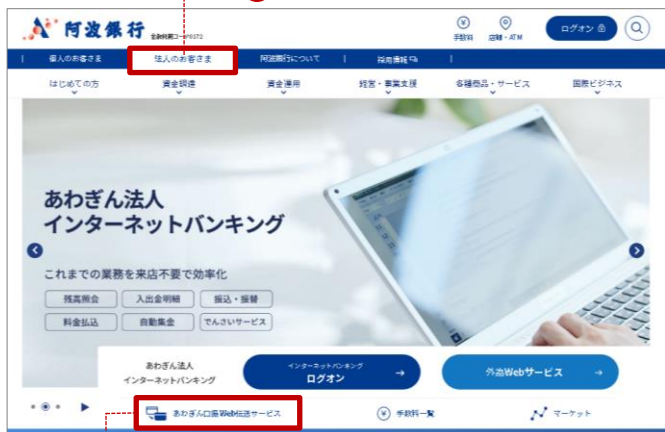 阿波銀行 金融機関コード0172
手数料 店舗・ATM ログオン
個人のお客さま 法人のお客さま 阿波銀行について 採用情報
はじめての方 資金調達 資金運用 経営・事業支援 各種商品・サービス 国際ビジネス
あわぎん法人
インターネットバンキング
これまでの業務を来店不要で効率化
残高照会 入出金明細 振込・振替
料金払込 自動集金 でんさいサービス
あわぎん法人
インターネットバンキング
インターネットバンキング
ログオン →
外為Webサービス →
あわぎん口振Web伝送サービス 手数料一覧 マーケット